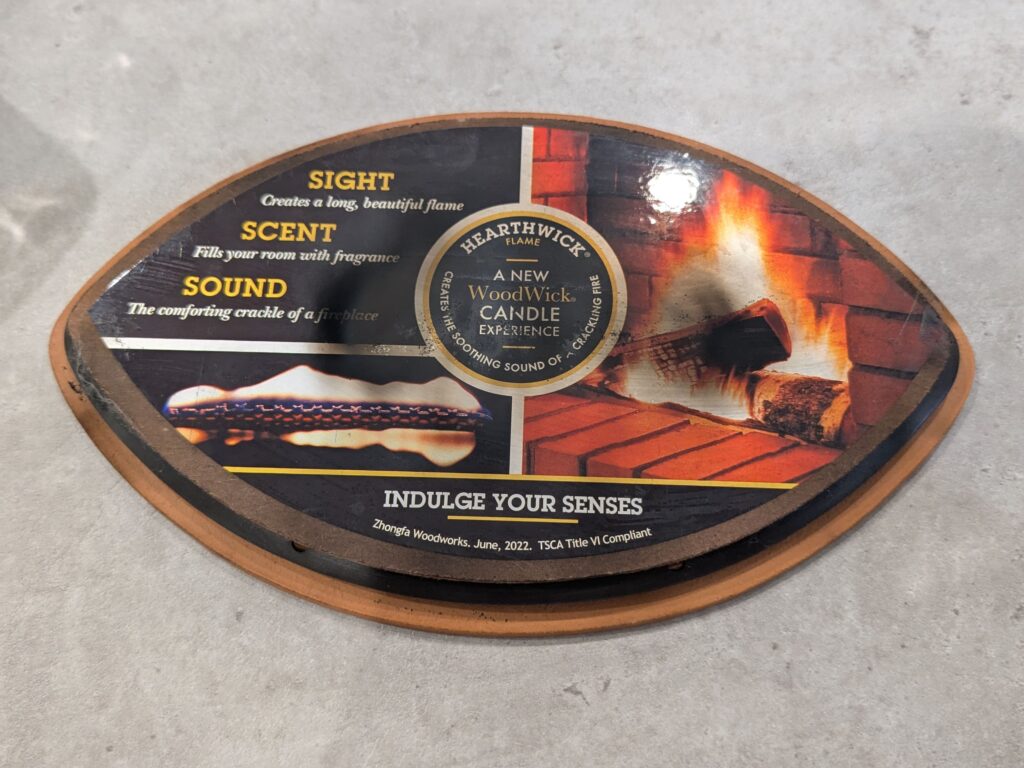 SIGHT
Creates a long, beautiful flame
SCENT
Fills your room with fragrance
SOUND
The comforting crackle of a fireplace
HEARTHWICK®
FLAME
A NEW
WoodWick®
CANDLE
EXPERIENCE
CREATES THE SOOTHING SOUND OF A CRACKLING FIRE
INDULGE YOUR SENSES
Zhongfa Woodworks. June, 2022. TSCA Title VI Compliant